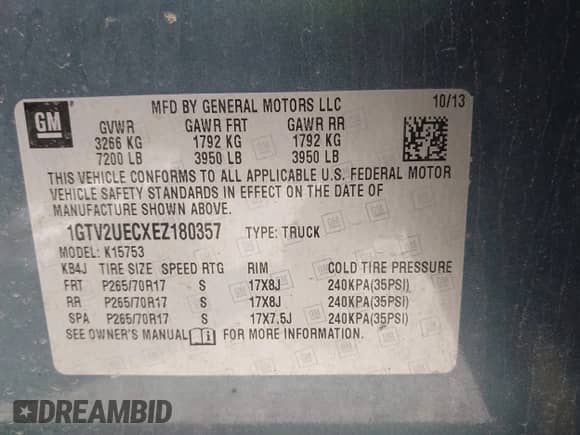 GM
MFD BY GENERAL MOTORS LLC 10/13
GVWR GAWR FRT GAWR RR
3266 KG 1792 KG 1792 KG
7200 LB 3950 LB 3950 LB
THIS VEHICLE CONFORMS TO ALL APPLICABLE U.S. FEDERAL MOTOR
VEHICLE SAFETY STANDARDS IN EFFECT ON THE DATE OF
MANUFACTURE SHOWN ABOVE.
1GTV2UECXEZ180357 TYPE: TRUCK
MODEL: K15753
KB4J TIRE SIZE SPEED RTG RIM COLD TIRE PRESSURE
FRT P265/70R17 S 17X8J 240KPA(35PSI)
RR P265/70R17 S 17X8J 240KPA(35PSI)
SPA P265/70R17 S 17X7.5J 240KPA(35PSI)
SEE OWNER'S MANUAL FOR MORE INFORMATION.
DREAMBID